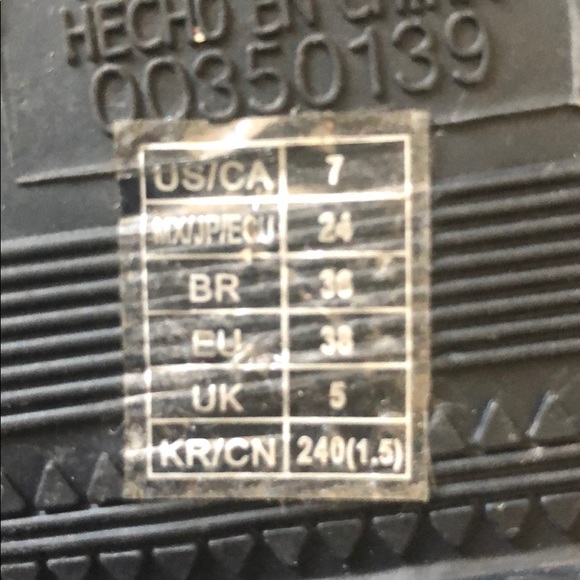 HECHO EN CHINA
00350139
US/CA 7
MX/JP/ECU 24
BR 36
EU 38
UK 5
KR/CN 240(1.5)